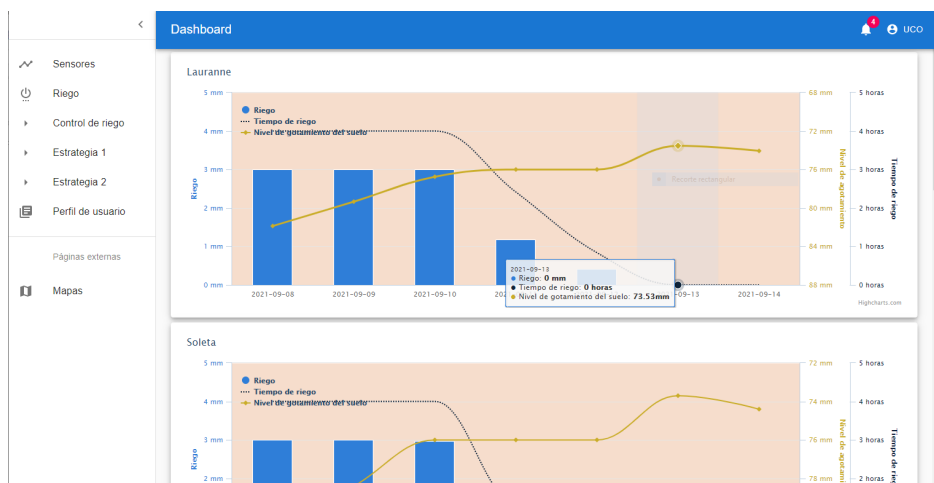 Dashboard
4
UCO
Sensores
Riego
Control de riego
Estrategia 1
Estrategia 2
Perfil de usuario
Páginas externas
Mapas
Lauranne
5 mm
4 mm
3 mm
2 mm
1 mm
0 mm
Riego
Riego
Tiempo de riego
Nivel de gotamiento del suelo
Recorte rectangular
68 mm
72 mm
76 mm
80 mm
84 mm
88 mm
Nivel de agotamiento
5 horas
4 horas
3 horas
2 horas
1 horas
0 horas
Tiempo de riego
2021-09-13
Riego: 0 mm
Tiempo de riego: 0 horas
Nivel de gotamiento del suelo: 73.53mm
2021-09-08
2021-09-09
2021-09-10
2021-09-14
Highcharts.com
Soleta
5 mm
4 mm
3 mm
2 mm
Riego
Riego
Tiempo de riego
Nivel de gotamiento del suelo
72 mm
74 mm
76 mm
78 mm
5 horas
4 horas
3 horas
2 horas